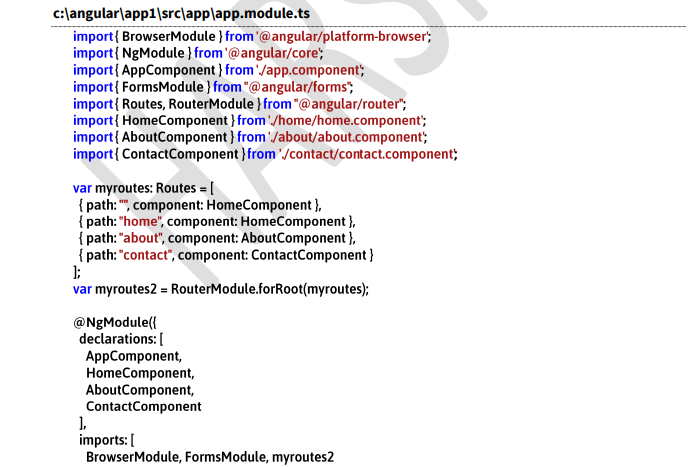 c:\angular\app1\src\app\app.module.ts
import { BrowserModule } from '@angular/platform-browser';
import { NgModule } from '@angular/core';
import { AppComponent } from './app.component';
import { FormsModule } from "@angular/forms";
import { Routes, RouterModule } from "@angular/router";
import { HomeComponent } from './home/home.component';
import { AboutComponent } from './about/about.component';
import { ContactComponent } from './contact/contact.component';
var myroutes: Routes = [
{ path: "", component: HomeComponent },
{ path: "home", component: HomeComponent },
{ path: "about", component: AboutComponent },
{ path: "contact", component: ContactComponent }
];
var myroutes2 = RouterModule.forRoot(myroutes);
@NgModule({
declarations: [
AppComponent,
HomeComponent,
AboutComponent,
ContactComponent
],
imports: [
BrowserModule, FormsModule, myroutes2